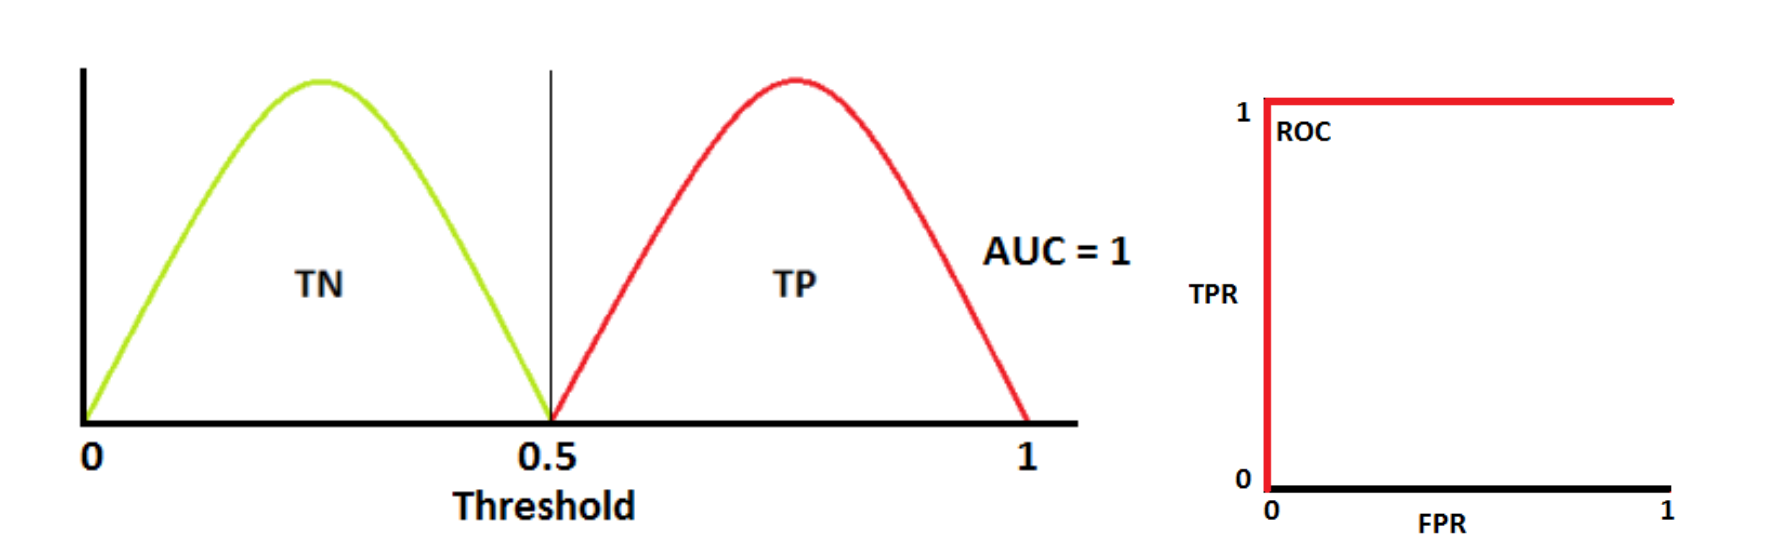 TN
TP
AUC = 1
0
0.5
1
Threshold
1
ROC
TPR
0
0
1
FPR